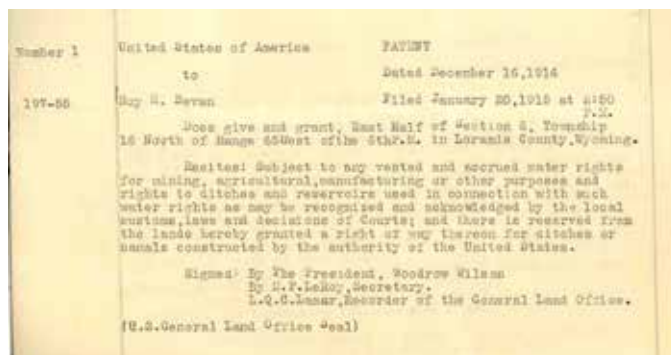 Number 1 United States of America PATENT
to Dated December 16,1914
197-55 Roy E. Bevan Filed January 20,1915 at 2:50
P.M.
Does give and grant, East Half of Section 6, Township
16 North of Range 65West ofthe 6thP.M. in Laramie County,Wyoming.
Recites: Subject to any vested and accrued water rights
for mining, agricultural,manufacturing or other purposes and
rights to ditches and reservoirs used in connection with such
water rights as may be recognized and acknowledged by the local
customs,laws and decisions of Courts; and there is reserved from
the lands hereby granted a right of way thereon for ditches or
canals constructed by the authority of the United States.
Signed: By The President, Woodrow Wilson
By M.P.LeRoy,Secretary.
L.Q.C.Lamar,Recorder of the General Land Office.
(U.S.General Land Office Seal)